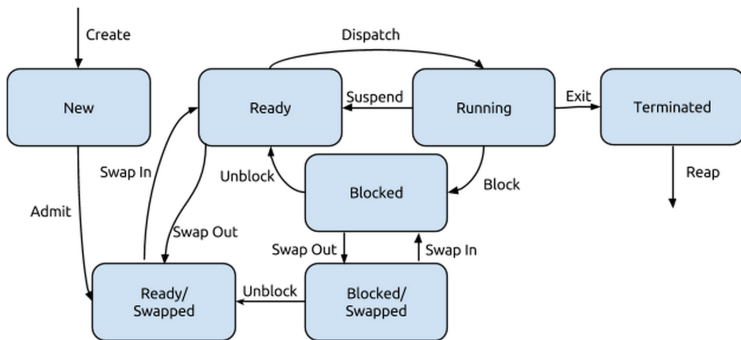 Create
Dispatch
New
Ready
Suspend
Running
Exit
Terminated
Swap In
Unblock
Blocked
Block
Reap
Admit
Swap Out
Swap Out
Swap In
Ready/
Swapped
Unblock
Blocked/
Swapped